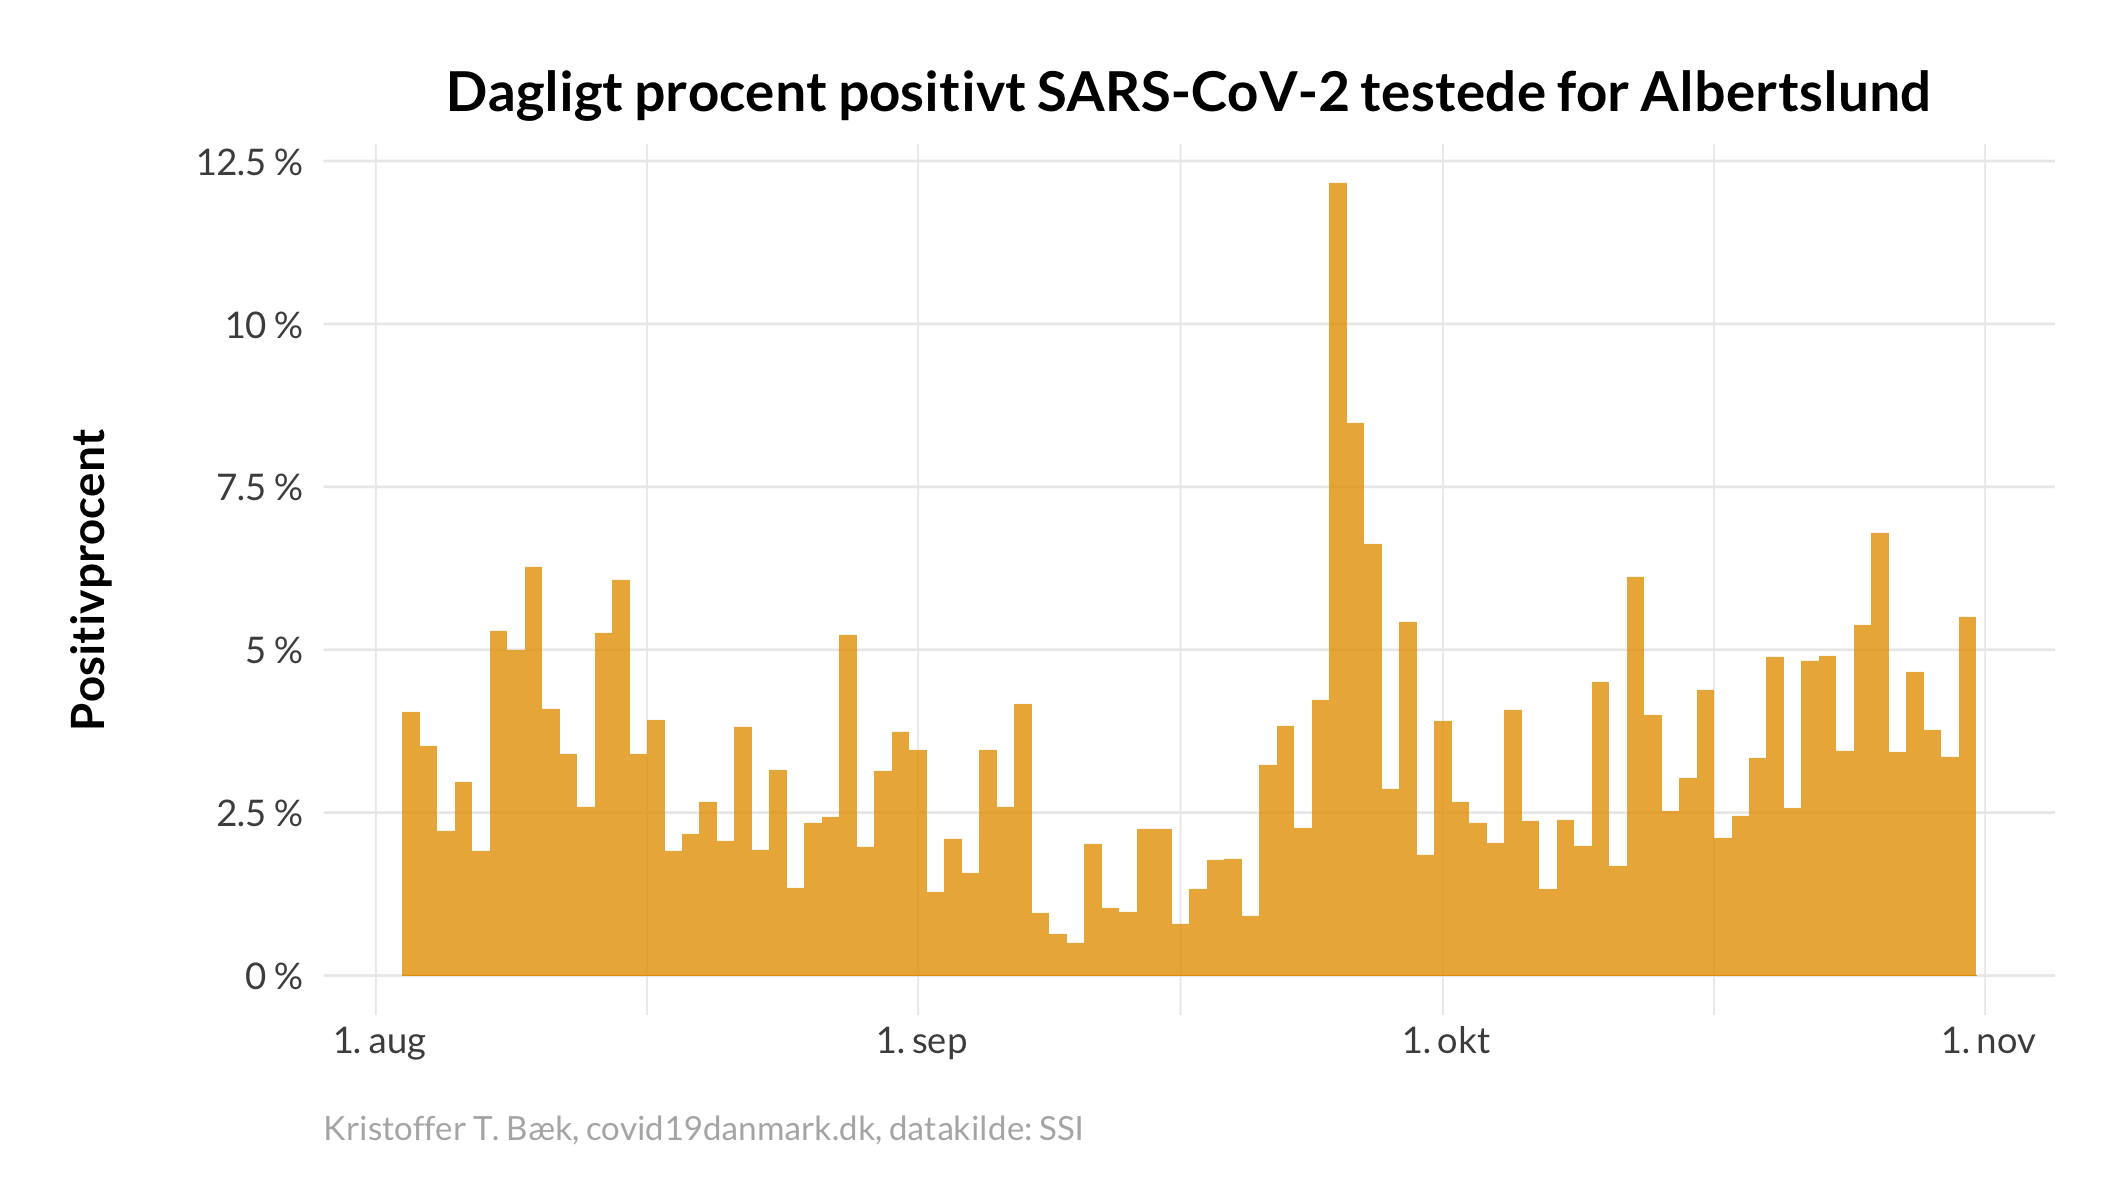 Dagligt procent positivt SARS-CoV-2 testede for Albertslund
Positivprocent
12.5 %
10 %
7.5 %
5 %
2.5 %
0 %
1. aug
1. sep
1. okt
1. nov
Kristoffer T. Bæk, covid19danmark.dk, datakilde: SSI